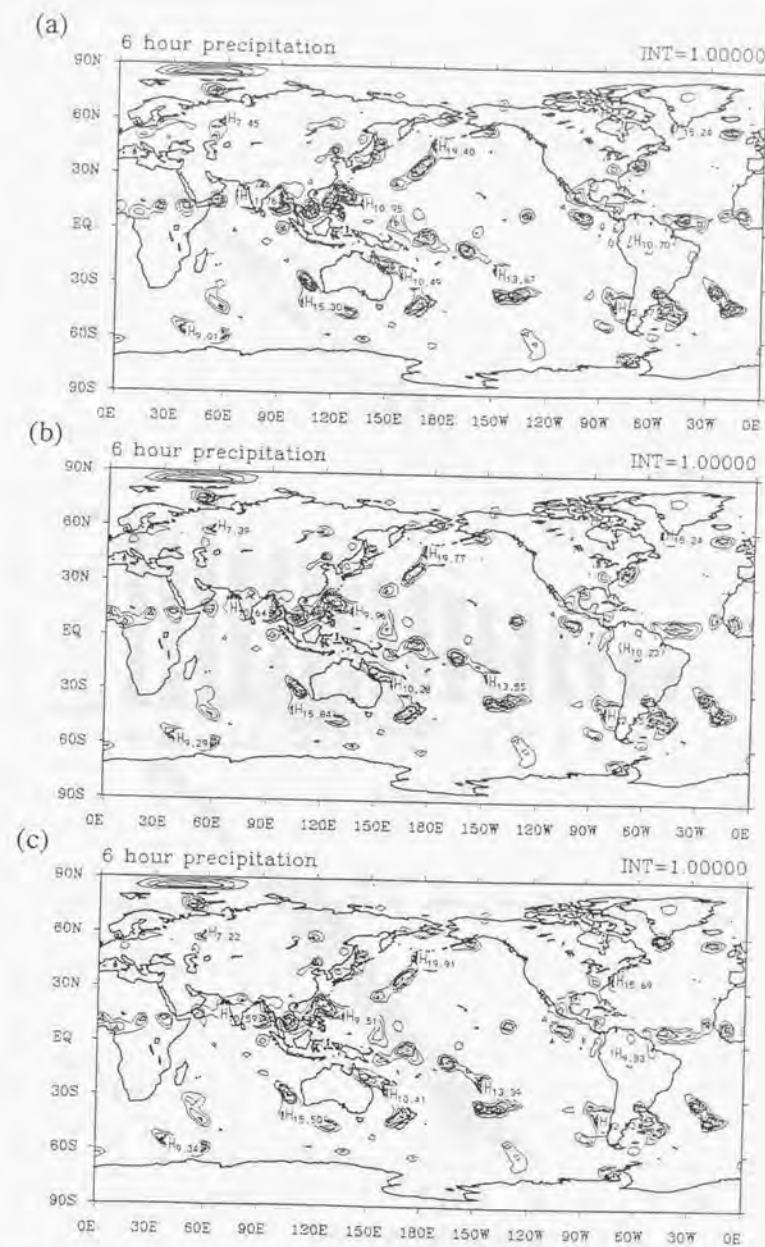 (a)
6 hour precipitation INT=1.00000
90N
60N
30N
EQ
30S
60S
90S
H7.45
H19.40
H15.24
H10.95
H10.70
H10.49
H13.67
H15.30
H9.01
0E 30E 60E 90E 120E 150E 180E 150W 120W 90W 60W 30W 0E
(b)
6 hour precipitation INT=1.00000
90N
60N
30N
EQ
30S
60S
90S
H7.39
H19.77
H15.24
H10.28
H13.55
H15.84
H9.29
0E 30E 60E 90E 120E 150E 180E 150W 120W 90W 60W 30W 0E
(c)
6 hour precipitation INT=1.00000
90N
60N
30N
EQ
30S
60S
90S
H7.22
H19.91
H15.69
H9.51
H9.93
H10.41
H15.50
H9.34
0E 30E 60E 90E 120E 150E 180E 150W 120W 90W 60W 30W 0E